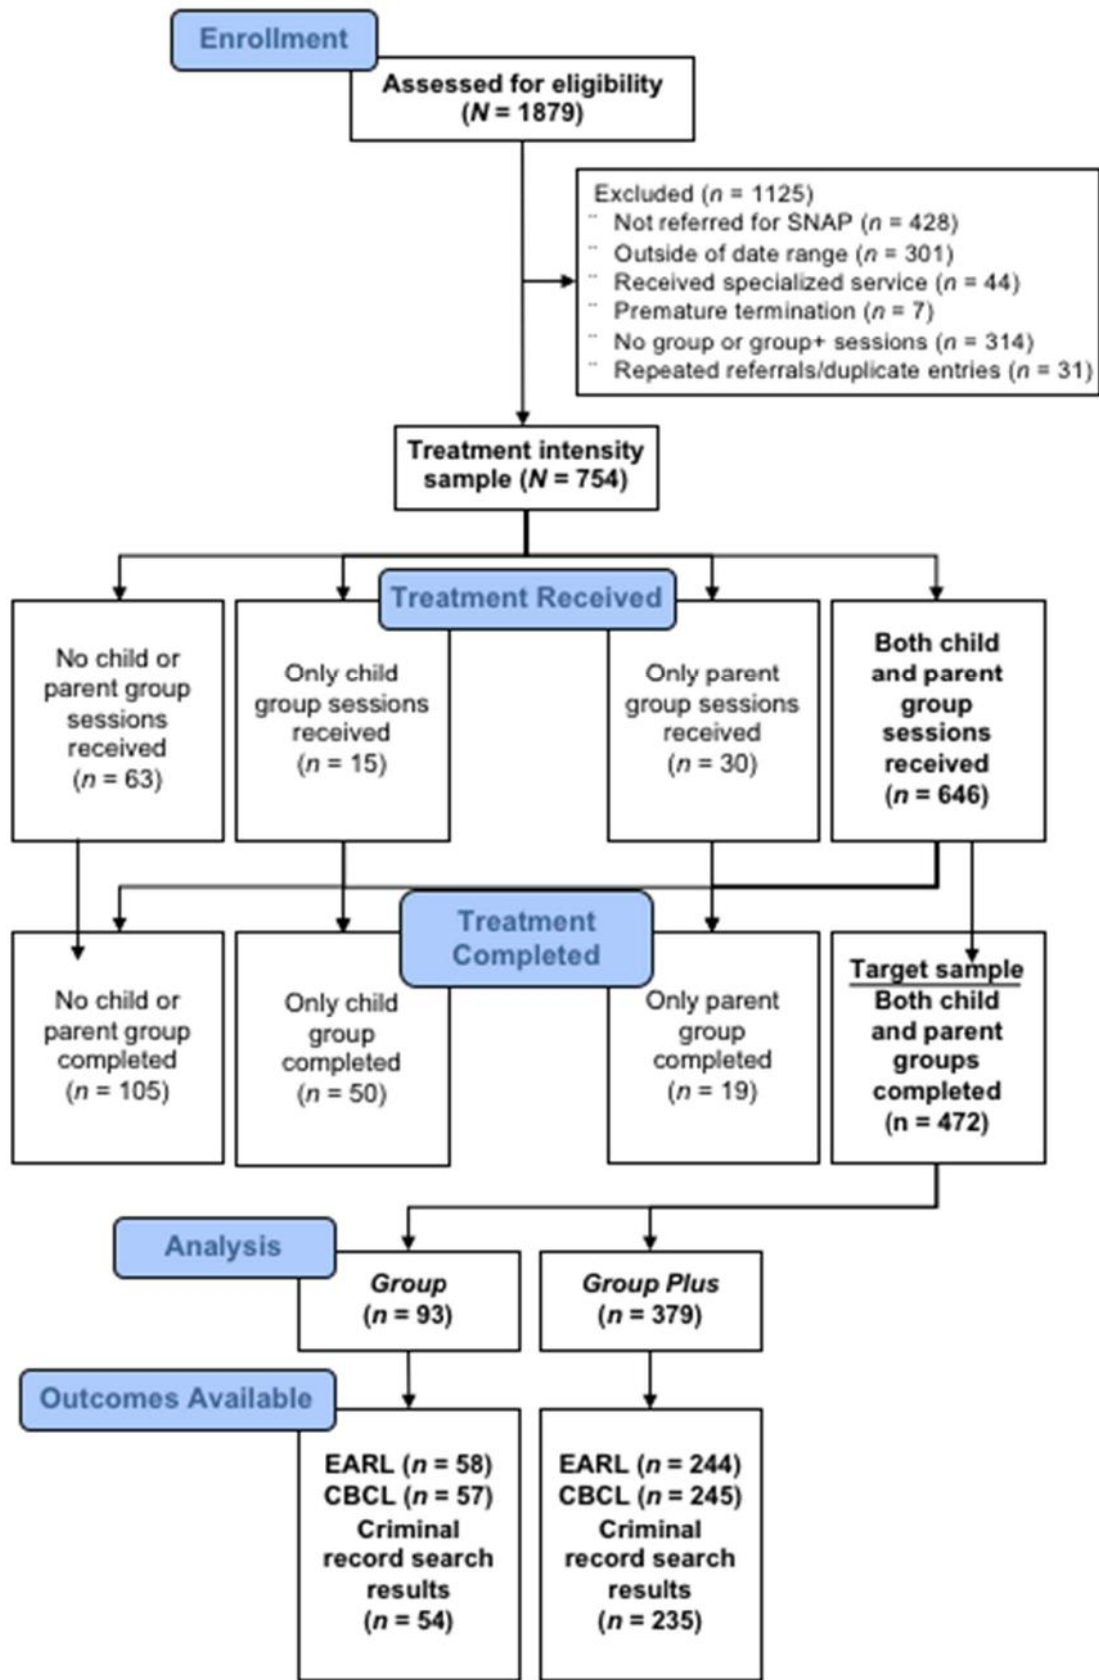 Enrollment
Assessed for eligibility
(N = 1879)
Excluded (n = 1125)
¨ Not referred for SNAP (n = 428)
¨ Outside of date range (n = 301)
¨ Received specialized service (n = 44)
¨ Premature termination (n = 7)
¨ No group or group+ sessions (n = 314)
¨ Repeated referrals/duplicate entries (n = 31)
Treatment intensity
sample (N = 754)
Treatment Received
No child or
parent group
sessions
received
(n = 63)
Only child
group sessions
received
(n = 15)
Only parent
group sessions
received
(n = 30)
Both child
and parent
group
sessions
received
(n = 646)
Treatment
Completed
No child or
parent group
completed
(n = 105)
Only child
group
completed
(n = 50)
Only parent
group
completed
(n = 19)
Target sample
Both child
and parent
groups
completed
(n = 472)
Analysis
Group
(n = 93)
Group Plus
(n = 379)
Outcomes Available
EARL (n = 58)
CBCL (n = 57)
Criminal
record search
results
(n = 54)
EARL (n = 244)
CBCL (n = 245)
Criminal
record search
results
(n = 235)